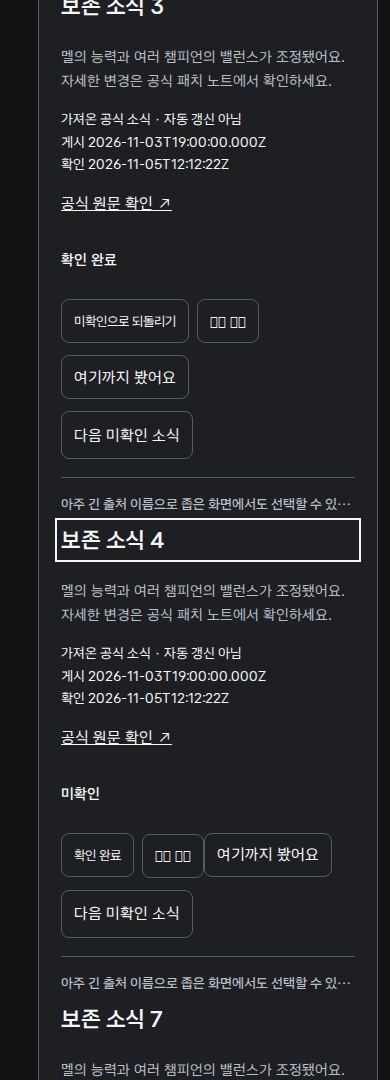 보존 소식 3
멜의 능력과 여러 챔피언의 밸런스가 조정됐어요.
자세한 변경은 공식 패치 노트에서 확인하세요.
가져온 공식 소식 · 자동 갱신 아님
게시 2026-11-03T19:00:00.000Z
확인 2026-11-05T12:12:22Z
공식 원문 확인 ↗
확인 완료
미확인으로 되돌리기
여기까지 봤어요
다음 미확인 소식
아주 긴 출처 이름으로 좁은 화면에서도 선택할 수 있…
보존 소식 4
멜의 능력과 여러 챔피언의 밸런스가 조정됐어요.
자세한 변경은 공식 패치 노트에서 확인하세요.
가져온 공식 소식 · 자동 갱신 아님
게시 2026-11-03T19:00:00.000Z
확인 2026-11-05T12:12:22Z
공식 원문 확인 ↗
미확인
확인 완료 여기까지 봤어요
다음 미확인 소식
아주 긴 출처 이름으로 좁은 화면에서도 선택할 수 있…
보존 소식 7
멜의 능력과 여러 챔피언의 밸런스가 조정됐어요.